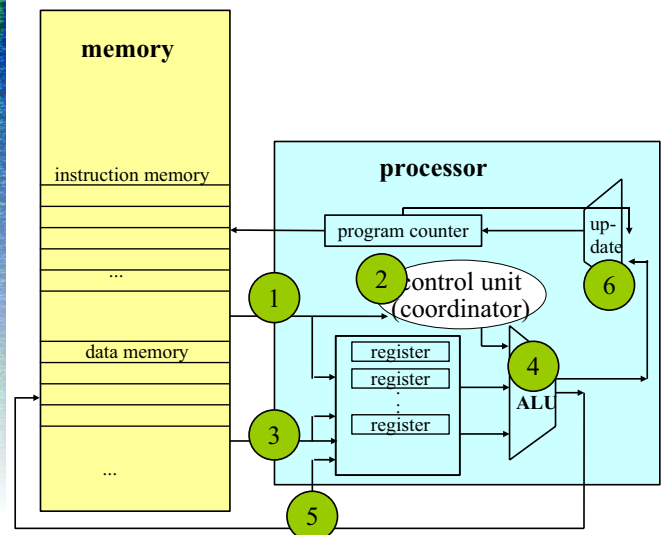 memory
instruction memory
...
data memory
...
processor
program counter
up-
date
control unit
(coordinator)
register
register
:
:
register
ALU
1
2
3
4
5
6